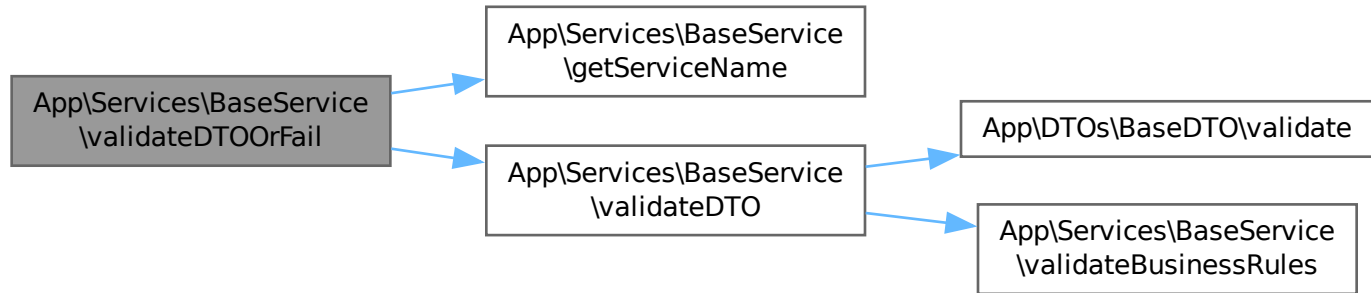 App\Services\BaseService
\getServiceName
App\Services\BaseService
\validateDTOOrFail
App\Services\BaseService
\validateDTO
App\DTOs\BaseDTO\validate
App\Services\BaseService
\validateBusinessRules